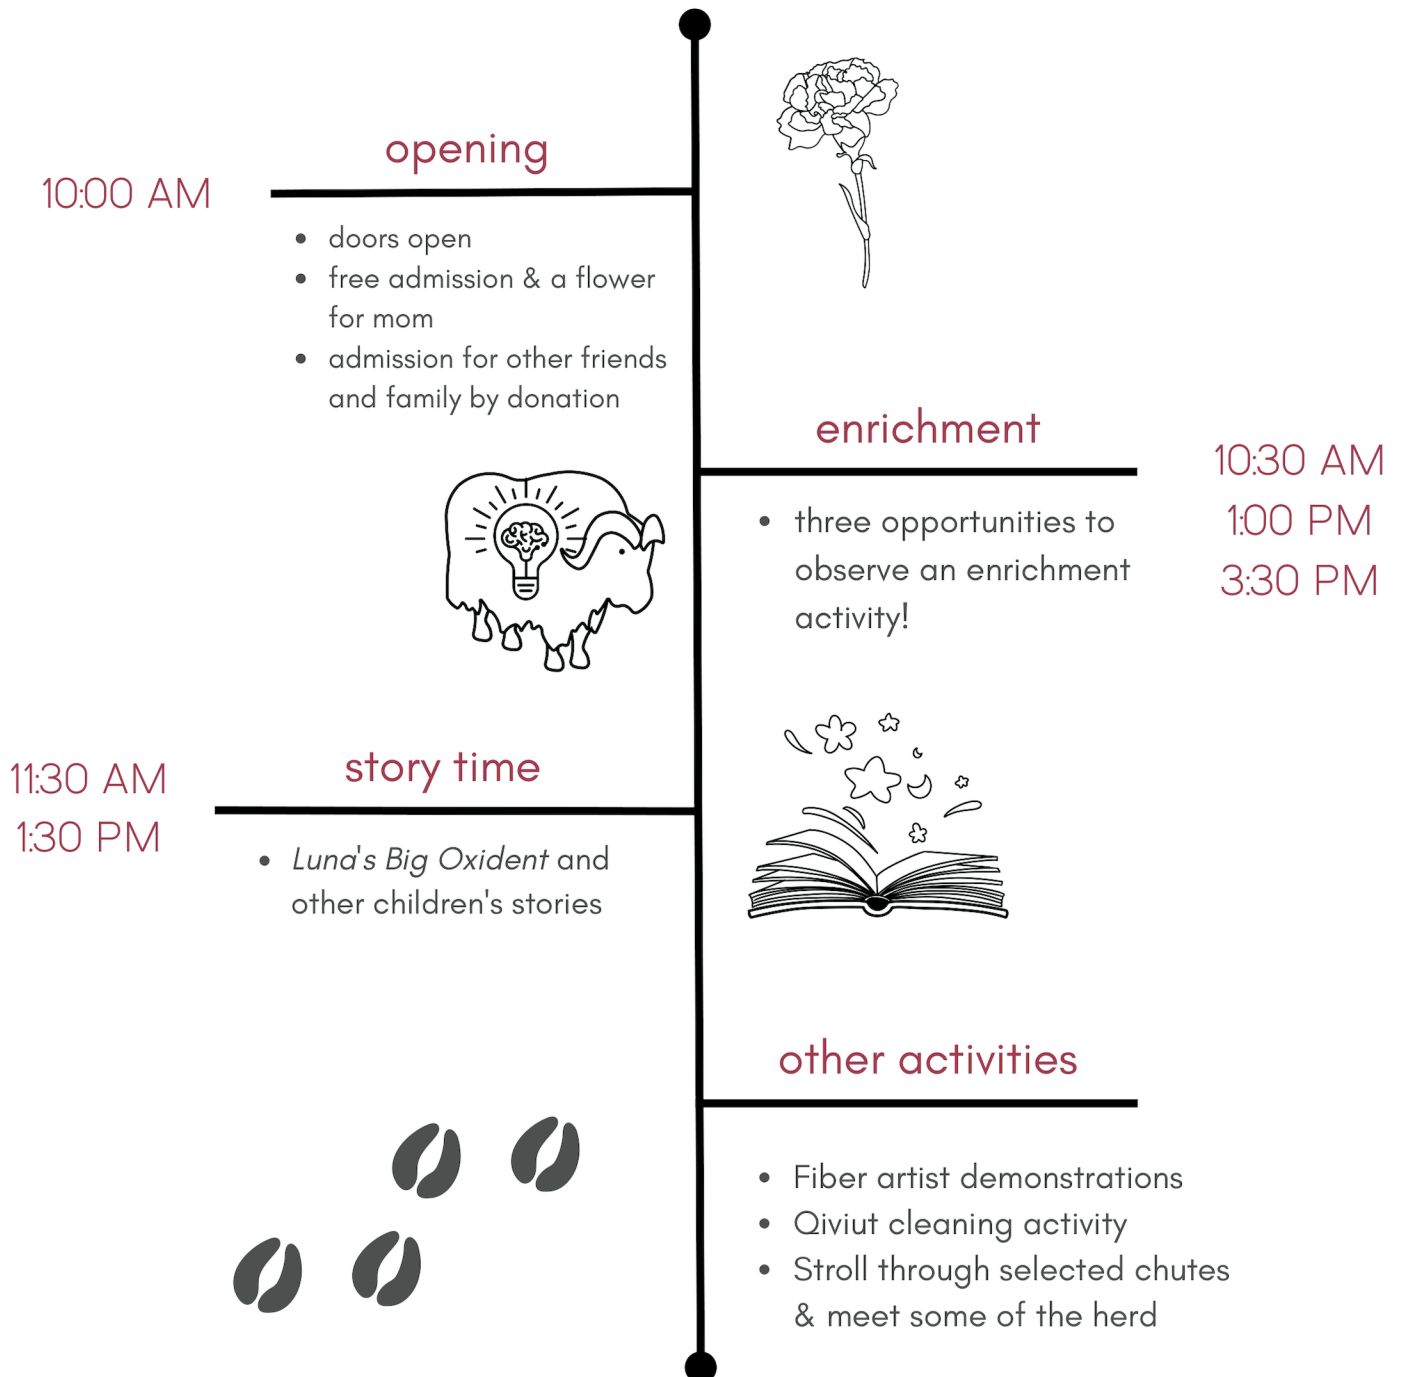 opening
10:00 AM
• doors open
• free admission & a flower
for mom
• admission for other friends
and family by donation
enrichment
10:30 AM
1:00 PM
3:30 PM
• three opportunities to
observe an enrichment
activity!
story time
11:30 AM
1:30 PM
• Luna's Big Oxident and
other children's stories
other activities
• Fiber artist demonstrations
• Qiviut cleaning activity
• Stroll through selected chutes
& meet some of the herd